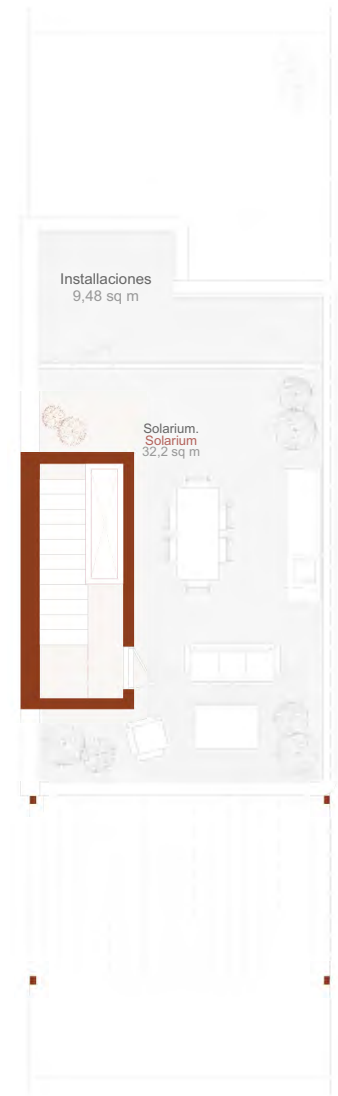 Installaciones
9,48 sq m
Solarium.
Solarium
32,2 sq m